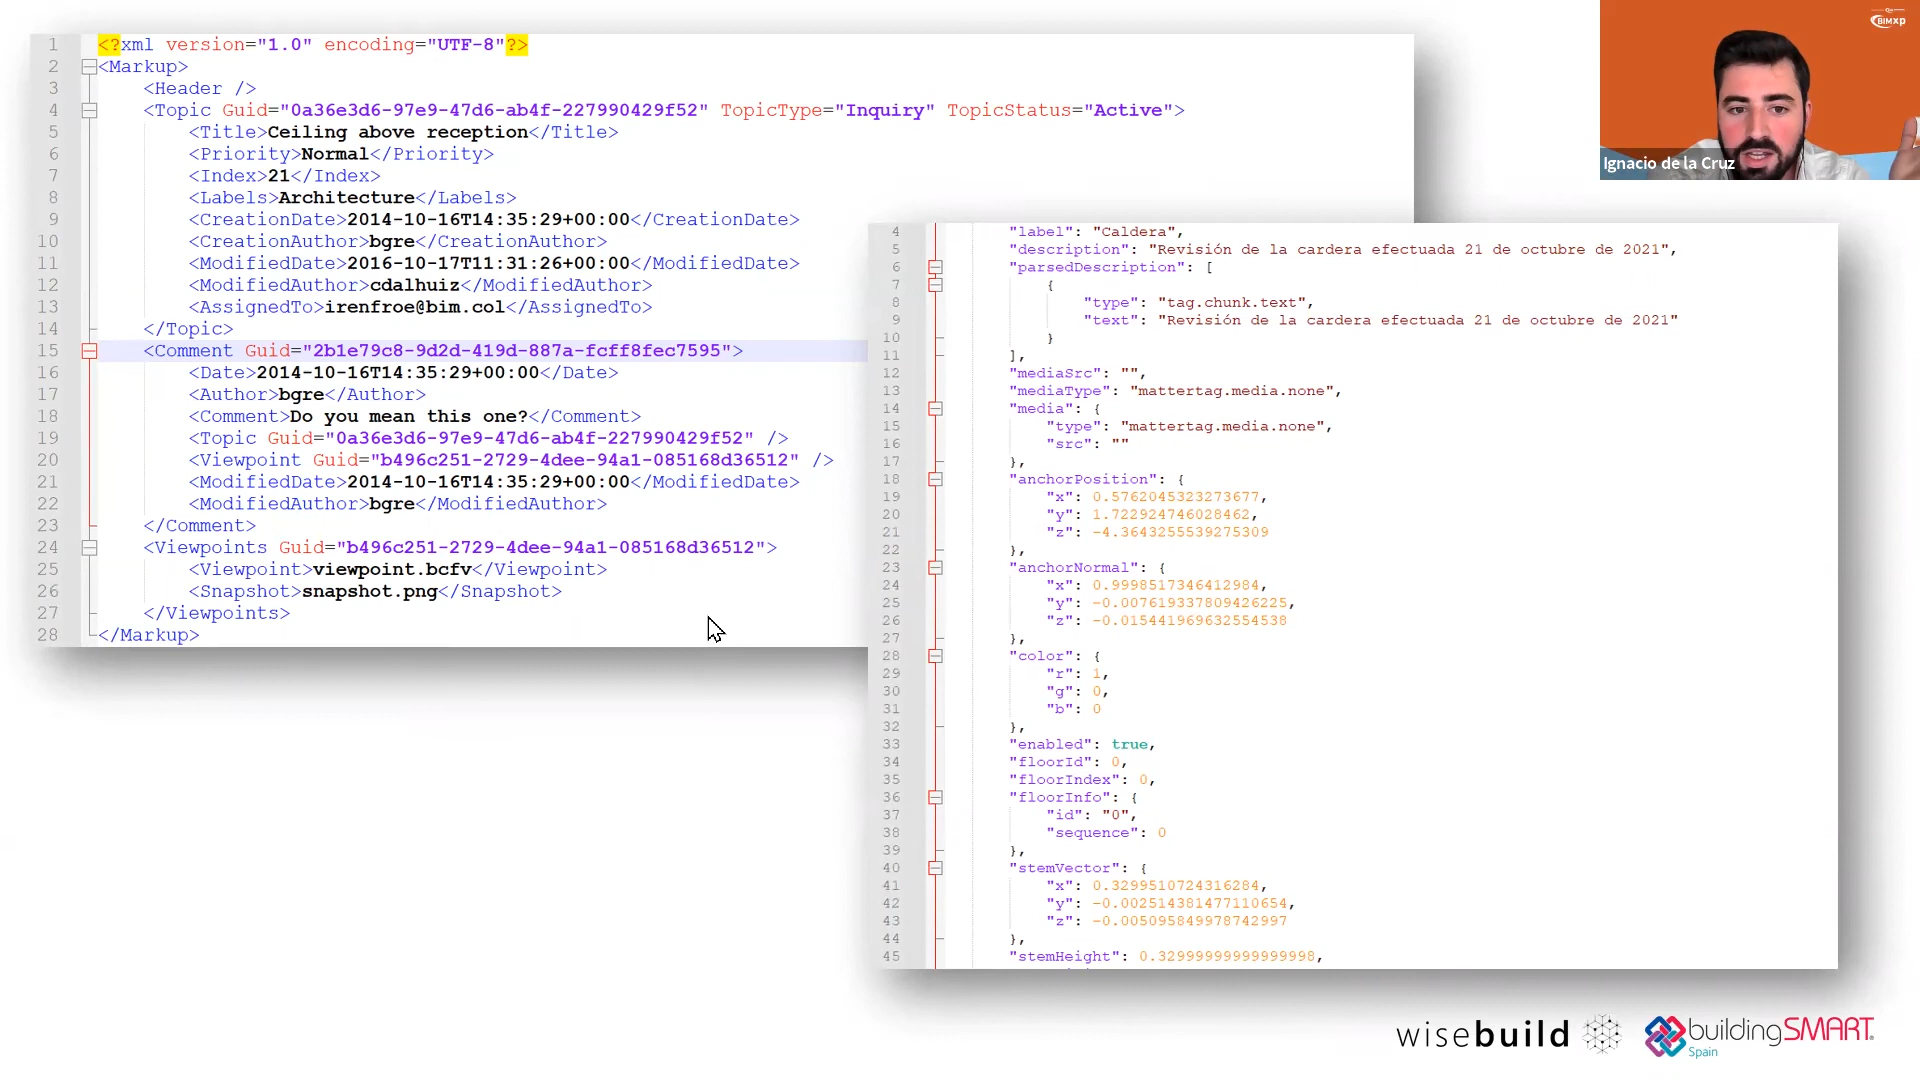 1 <?xml version="1.0" encoding="UTF-8"?>
2 <Markup>
3 <Header />
4 <Topic Guid="0a36e3d6-97e9-47d6-ab4f-227990429f52" TopicType="Inquiry" TopicStatus="Active">
5 <Title>Ceiling above reception</Title>
6 <Priority>Normal</Priority>
7 <Index>21</Index>
8 <Labels>Architecture</Labels>
9 <CreationDate>2014-10-16T14:35:29+00:00</CreationDate>
10 <CreationAuthor>bgre</CreationAuthor>
11 <ModifiedDate>2016-10-17T11:31:26+00:00</ModifiedDate>
12 <ModifiedAuthor>cdalhuiz</ModifiedAuthor>
13 <AssignedTo>irenfroe@bim.col</AssignedTo>
14 </Topic>
15 <Comment Guid="2b1e79c8-9d2d-419d-887a-fcff8fec7595">
16 <Date>2014-10-16T14:35:29+00:00</Date>
17 <Author>bgre</Author>
18 <Comment>Do you mean this one?</Comment>
19 <Topic Guid="0a36e3d6-97e9-47d6-ab4f-227990429f52" />
20 <Viewpoint Guid="b496c251-2729-4dee-94a1-085168d36512" />
21 <ModifiedDate>2014-10-16T14:35:29+00:00</ModifiedDate>
22 <ModifiedAuthor>bgre</ModifiedAuthor>
23 </Comment>
24 <Viewpoints Guid="b496c251-2729-4dee-94a1-085168d36512">
25 <Viewpoint>viewpoint.bcfv</Viewpoint>
26 <Snapshot>snapshot.png</Snapshot>
27 </Viewpoints>
28 </Markup>
BIMXP
Ignacio de la Cruz
4 "label": "Caldera",
5 "description": "Revisión de la cardera efectuada 21 de octubre de 2021",
6 "parsedDescription": [
7 {
8 "type": "tag.chunk.text",
9 "text": "Revisión de la cardera efectuada 21 de octubre de 2021"
10 }
11 ],
12 "mediaSrc": "",
13 "mediaType": "mattertag.media.none",
14 "media": {
15 "type": "mattertag.media.none",
16 "src": ""
17 },
18 "anchorPosition": {
19 "x": 0.5762045323273677,
20 "y": 1.722924746028462,
21 "z": -4.3643255539275309
22 },
23 "anchorNormal": {
24 "x": 0.9998517346412984,
25 "y": -0.007619337809426225,
26 "z": -0.015441969632554538
27 },
28 "color": {
29 "r": 1,
30 "g": 0,
31 "b": 0
32 },
33 "enabled": true,
34 "floorId": 0,
35 "floorIndex": 0,
36 "floorInfo": {
37 "id": "0",
38 "sequence": 0
39 },
40 "stemVector": {
41 "x": 0.3299510724316284,
42 "y": -0.002514381477110654,
43 "z": -0.005095849978742997
44 },
45 "stemHeight": 0.32999999999999998,
wisebuild
buildingSMART
Spain